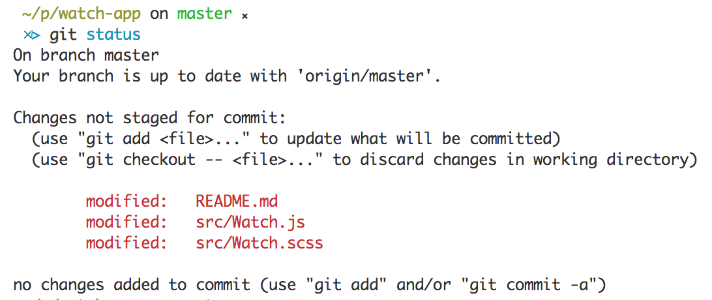 ~/p/watch-app on master ×
git status
On branch master
Your branch is up to date with 'origin/master'.
Changes not staged for commit:
(use "git add <file>..." to update what will be committed)
(use "git checkout -- <file>..." to discard changes in working directory)
modified: README.md
modified: src/Watch.js
modified: src/Watch.scss
no changes added to commit (use "git add" and/or "git commit -a")